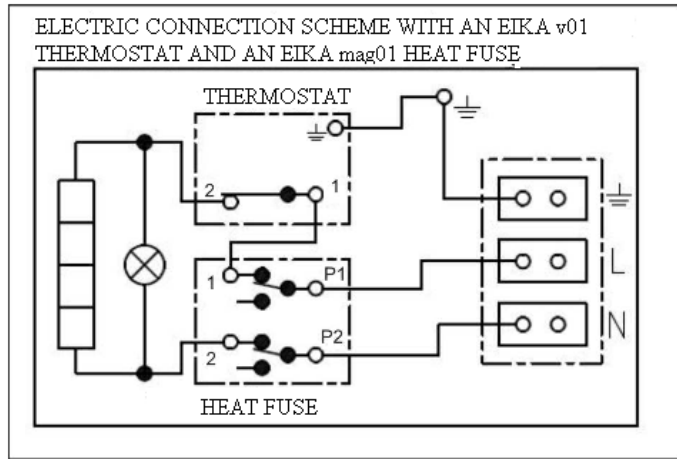 ELECTRIC CONNECTION SCHEME WITH AN EIKA v01
THERMOSTAT AND AN EIKA mag01 HEAT FUSE
THERMOSTAT
2
1
1
P1
L
2
P2
N
HEAT FUSE